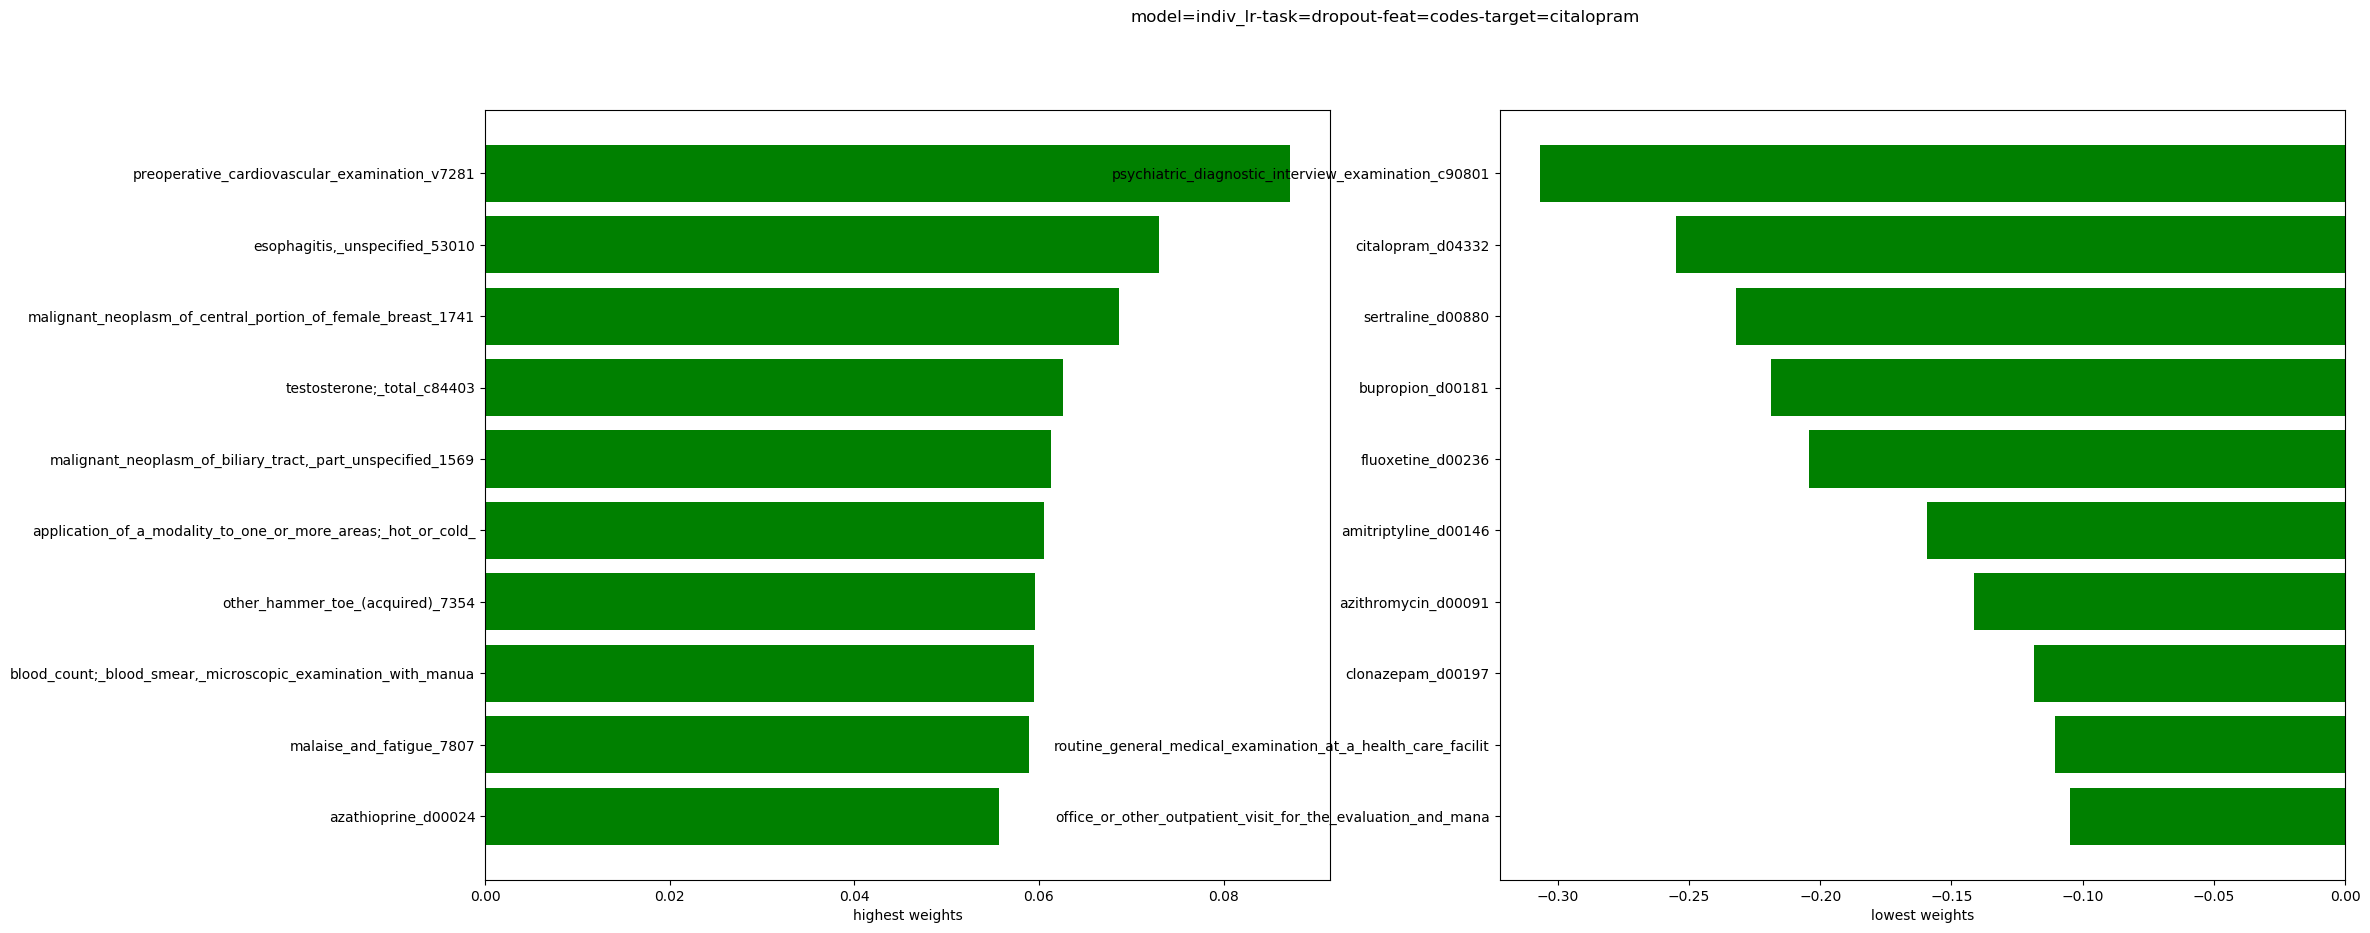 model=indiv_lr-task=dropout-feat=codes-target=citalopram
preoperative_cardiovascular_examination_v7281
esophagitis,_unspecified_53010
malignant_neoplasm_of_central_portion_of_female_breast_1741
testosterone;_total_c84403
malignant_neoplasm_of_biliary_tract,_part_unspecified_1569
application_of_a_modality_to_one_or_more_areas;_hot_or_cold_
other_hammer_toe_(acquired)_7354
blood_count;_blood_smear,_microscopic_examination_with_manua
malaise_and_fatigue_7807
azathioprine_d00024
0.00 0.02 0.04 0.06 0.08
highest weights
psychiatric_diagnostic_interview_examination_c90801
citalopram_d04332
sertraline_d00880
bupropion_d00181
fluoxetine_d00236
amitriptyline_d00146
azithromycin_d00091
clonazepam_d00197
routine_general_medical_examination_at_a_health_care_facilit
office_or_other_outpatient_visit_for_the_evaluation_and_mana
−0.30 −0.25 −0.20 −0.15 −0.10 −0.05 0.00
lowest weights